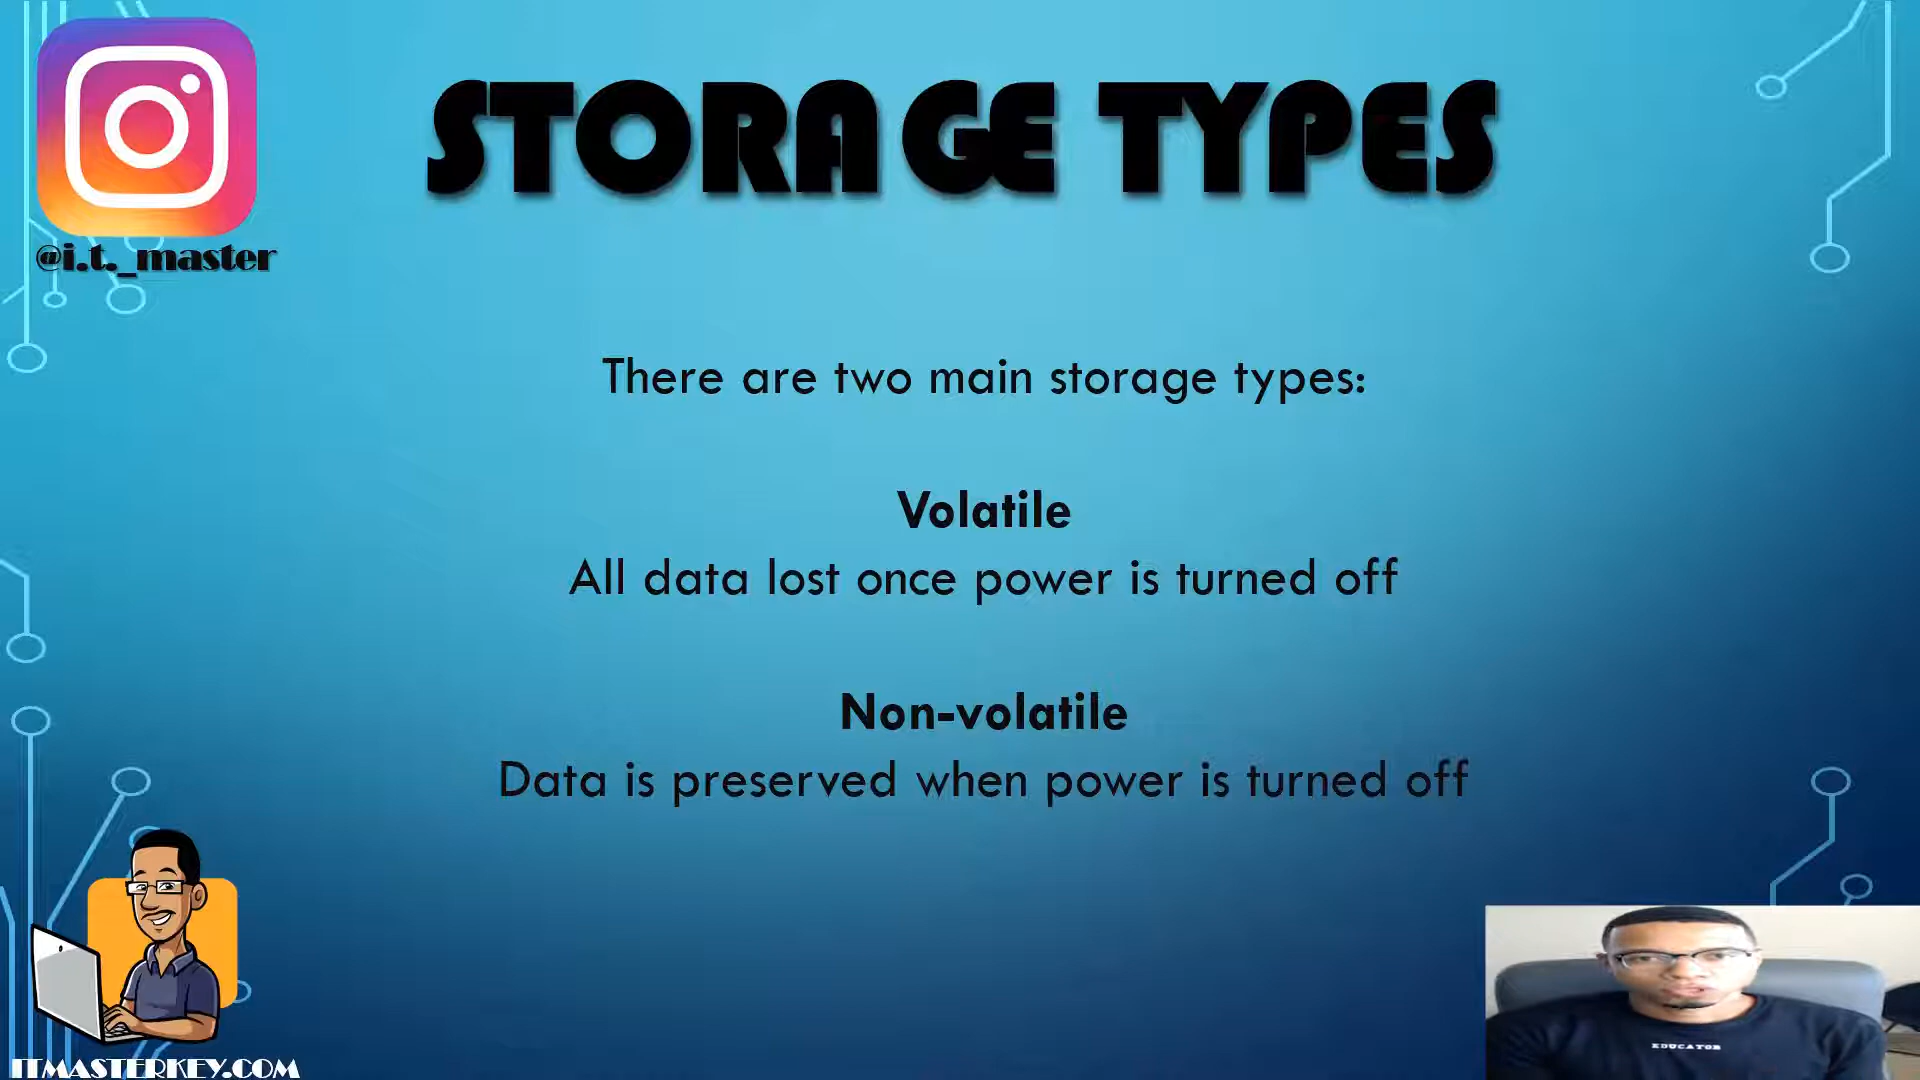 STORAGE TYPES
@i.t._master
There are two main storage types:
Volatile
All data lost once power is turned off
Non-volatile
Data is preserved when power is turned off
ITMASTERKEY.COM
EDUCATOR